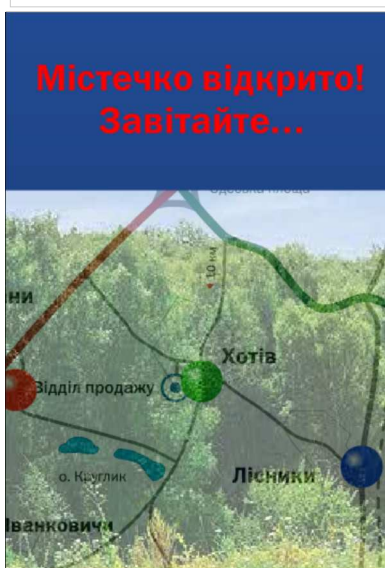 Містечко відкрито!
Завітайте...
Одеська площа
10 км
ни
Хотів
Відділ продажу
о. Круглик
Лісники
Іванковичи